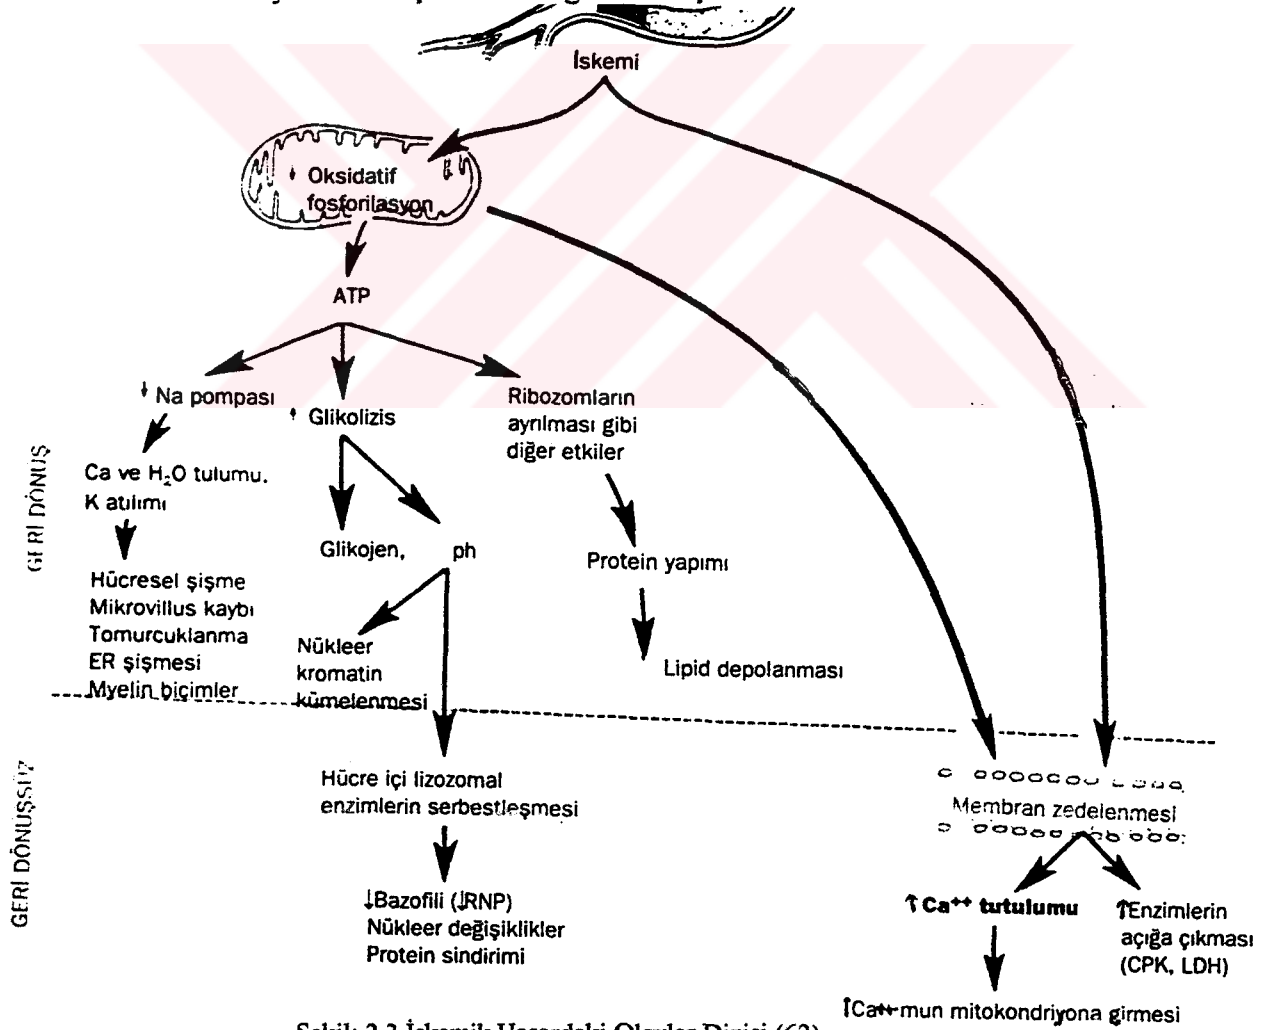 İskemi
↓ Oksidatif
fosforilasyon
ATP
↓ Na pompası
↑ Glikolizis
Ribozomların
ayrılması gibi
diğer etkiler
Ca ve H₂O tulumu.
K atılımı
Glikojen,
ph
Protein yapımı
Hücresel şişme
Mikrovillus kaybı
Tomurcuklanma
ER şişmesi
Myelin biçimler
Nükleer
kromatin
kümelenmesi
Lipid depolanması
GERİ DÖNÜŞ
GERİ DÖNÜŞSÜZ
Hücre içi lizozomal
enzimlerin serbestleşmesi
↓Bazofili (↓RNP)
Nükleer değişiklikler
Protein sindirimi
Membran zedelenmesi
↑Ca⁺⁺ tutulumu
↑Enzimlerin
açığa çıkması
(CPK, LDH)
↑Ca⁺⁺mun mitokondriyona girmesi
Şekil: 2.3 İskemik Hasardaki Olaylar Dizisi (62)